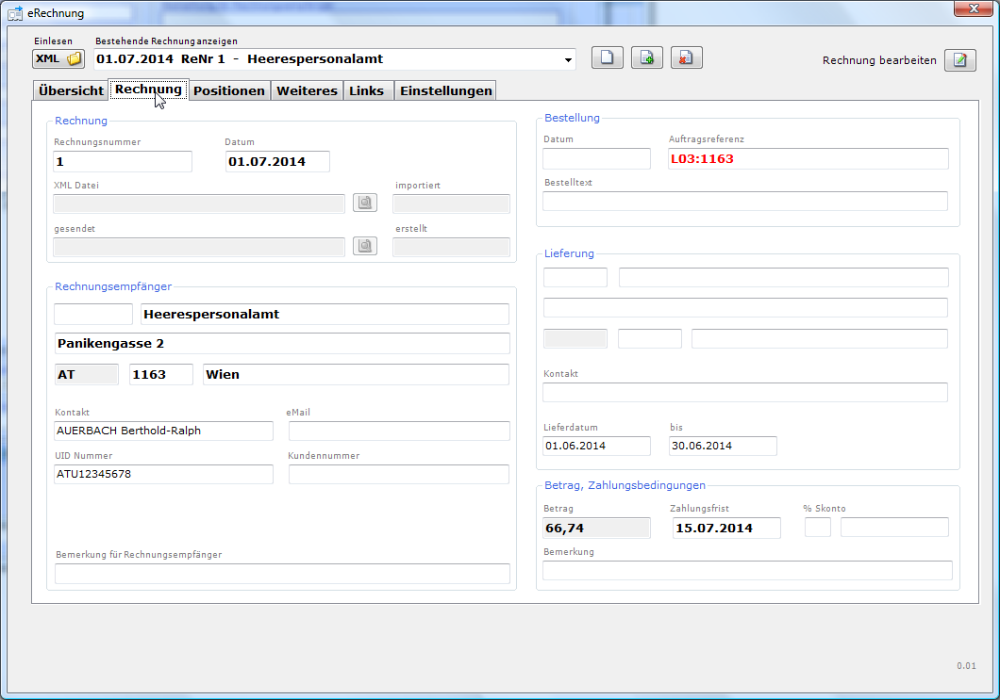 eRechnung
Einlesen
Bestehende Rechnung anzeigen
XML
01.07.2014 ReNr 1 - Heerespersonalamt
Rechnung bearbeiten
Übersicht Rechnung Positionen Weiteres Links Einstellungen
Rechnung
Rechnungsnummer Datum
1 01.07.2014
XML Datei importiert
gesendet erstellt
Rechnungsempfänger
Heerespersonalamt
Panikengasse 2
AT 1163 Wien
Kontakt eMail
AUERBACH Berthold-Ralph
UID Nummer Kundennummer
ATU12345678
Bemerkung für Rechnungsempfänger
Bestellung
Datum Auftragsreferenz
L03:1163
Bestelltext
Lieferung
Kontakt
Lieferdatum bis
01.06.2014 30.06.2014
Betrag, Zahlungsbedingungen
Betrag Zahlungsfrist % Skonto
66,74 15.07.2014
Bemerkung
0.01